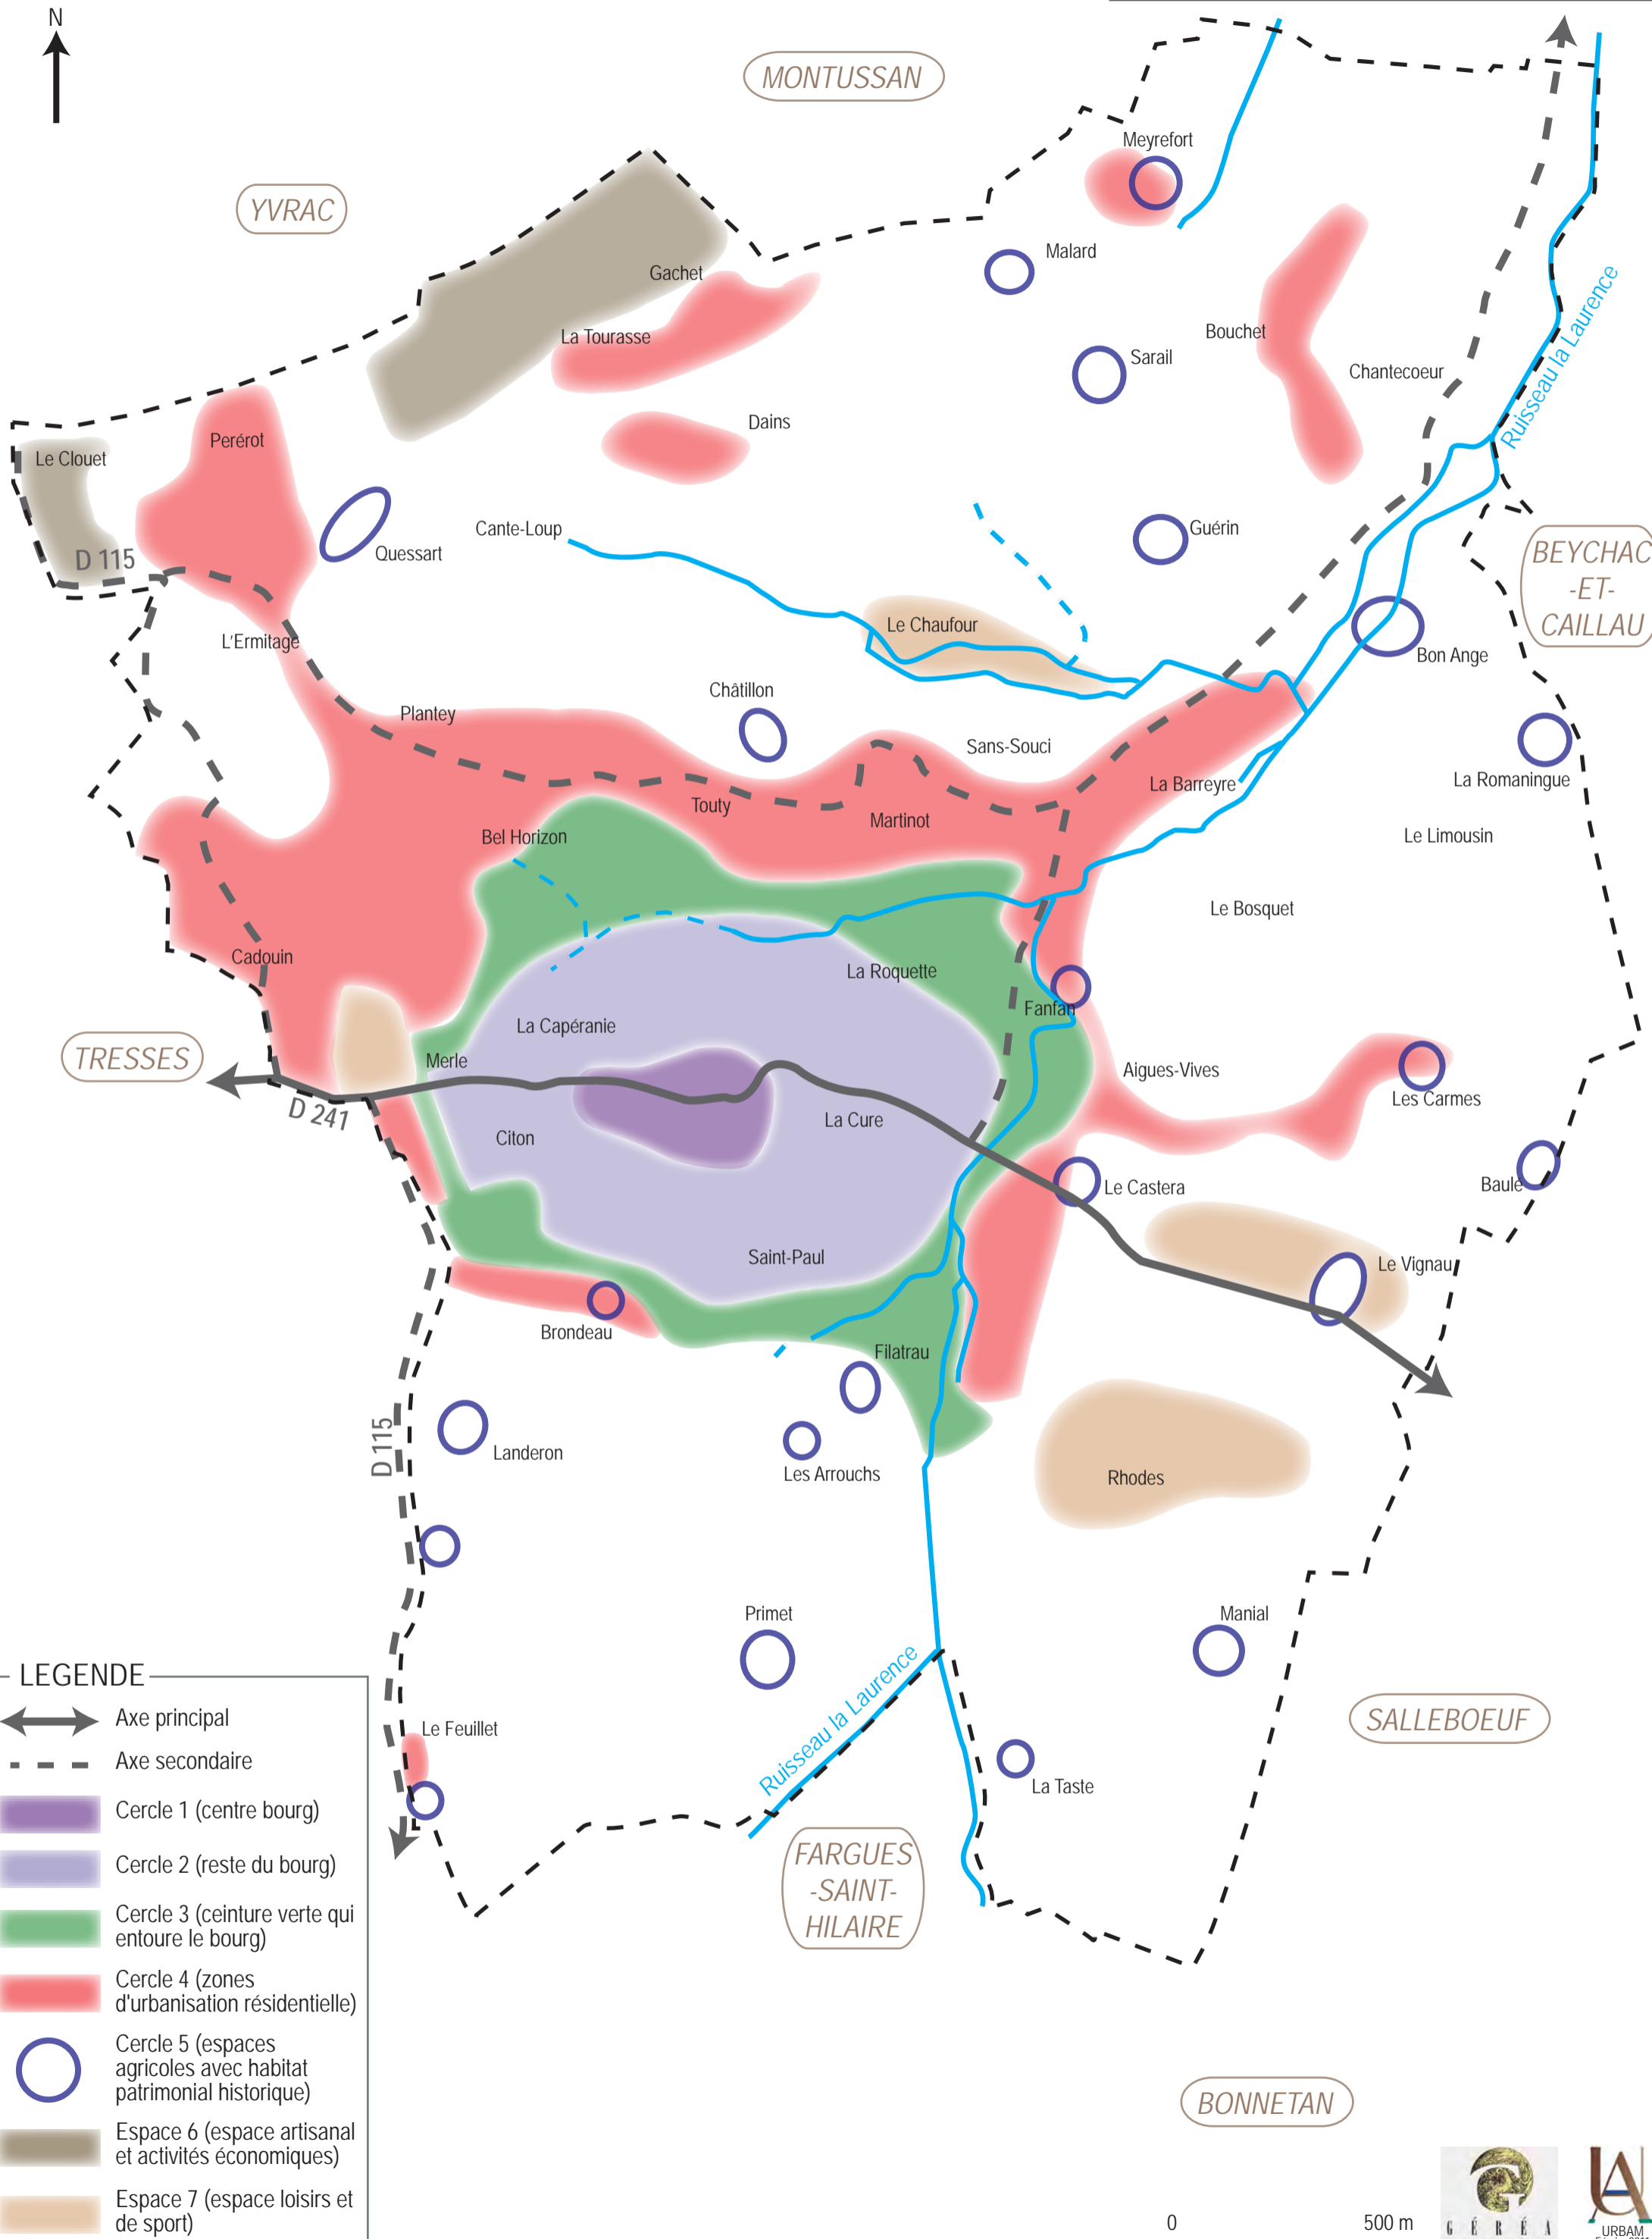 N
MONTUSSAN
Meyrefort
YVRAC
Malard
Gachet
La Tourasse
Bouchet
Sarail
Chantecoeur
Ruisseau la Laurence
Dains
Perérot
Le Clouet
Cante-Loup
Guérin
Quessart
D 115
BEYCHAC
-ET-
CAILLAU
Le Chaufour
L'Ermitage
Bon Ange
Châtillon
Plantey
Sans-Souci
La Romaningue
La Barreyre
Touty
Martinot
Bel Horizon
Le Limousin
Le Bosquet
Cadouin
La Roquette
Fanfan
La Capéranie
TRESSES
Merle
Aigues-Vives
Les Carmes
D 241
La Cure
Citon
Le Castera
Baule
Saint-Paul
Le Vignau
Brondeau
Filatrau
D 115
Landeron
Les Arrouchs
Rhodes
Primet
Manial
Ruisseau la Laurence
SALLEBOEUF
Le Feuillet
La Taste
FARGUES
-SAINT-
HILAIRE
BONNETAN
LEGENDE
Axe principal
Axe secondaire
Cercle 1 (centre bourg)
Cercle 2 (reste du bourg)
Cercle 3 (ceinture verte qui
entoure le bourg)
Cercle 4 (zones
d'urbanisation résidentielle)
Cercle 5 (espaces
agricoles avec habitat
patrimonial historique)
Espace 6 (espace artisanal
et activités économiques)
Espace 7 (espace loisirs et
de sport)
0 500 m
GÉRÉA
URBAM